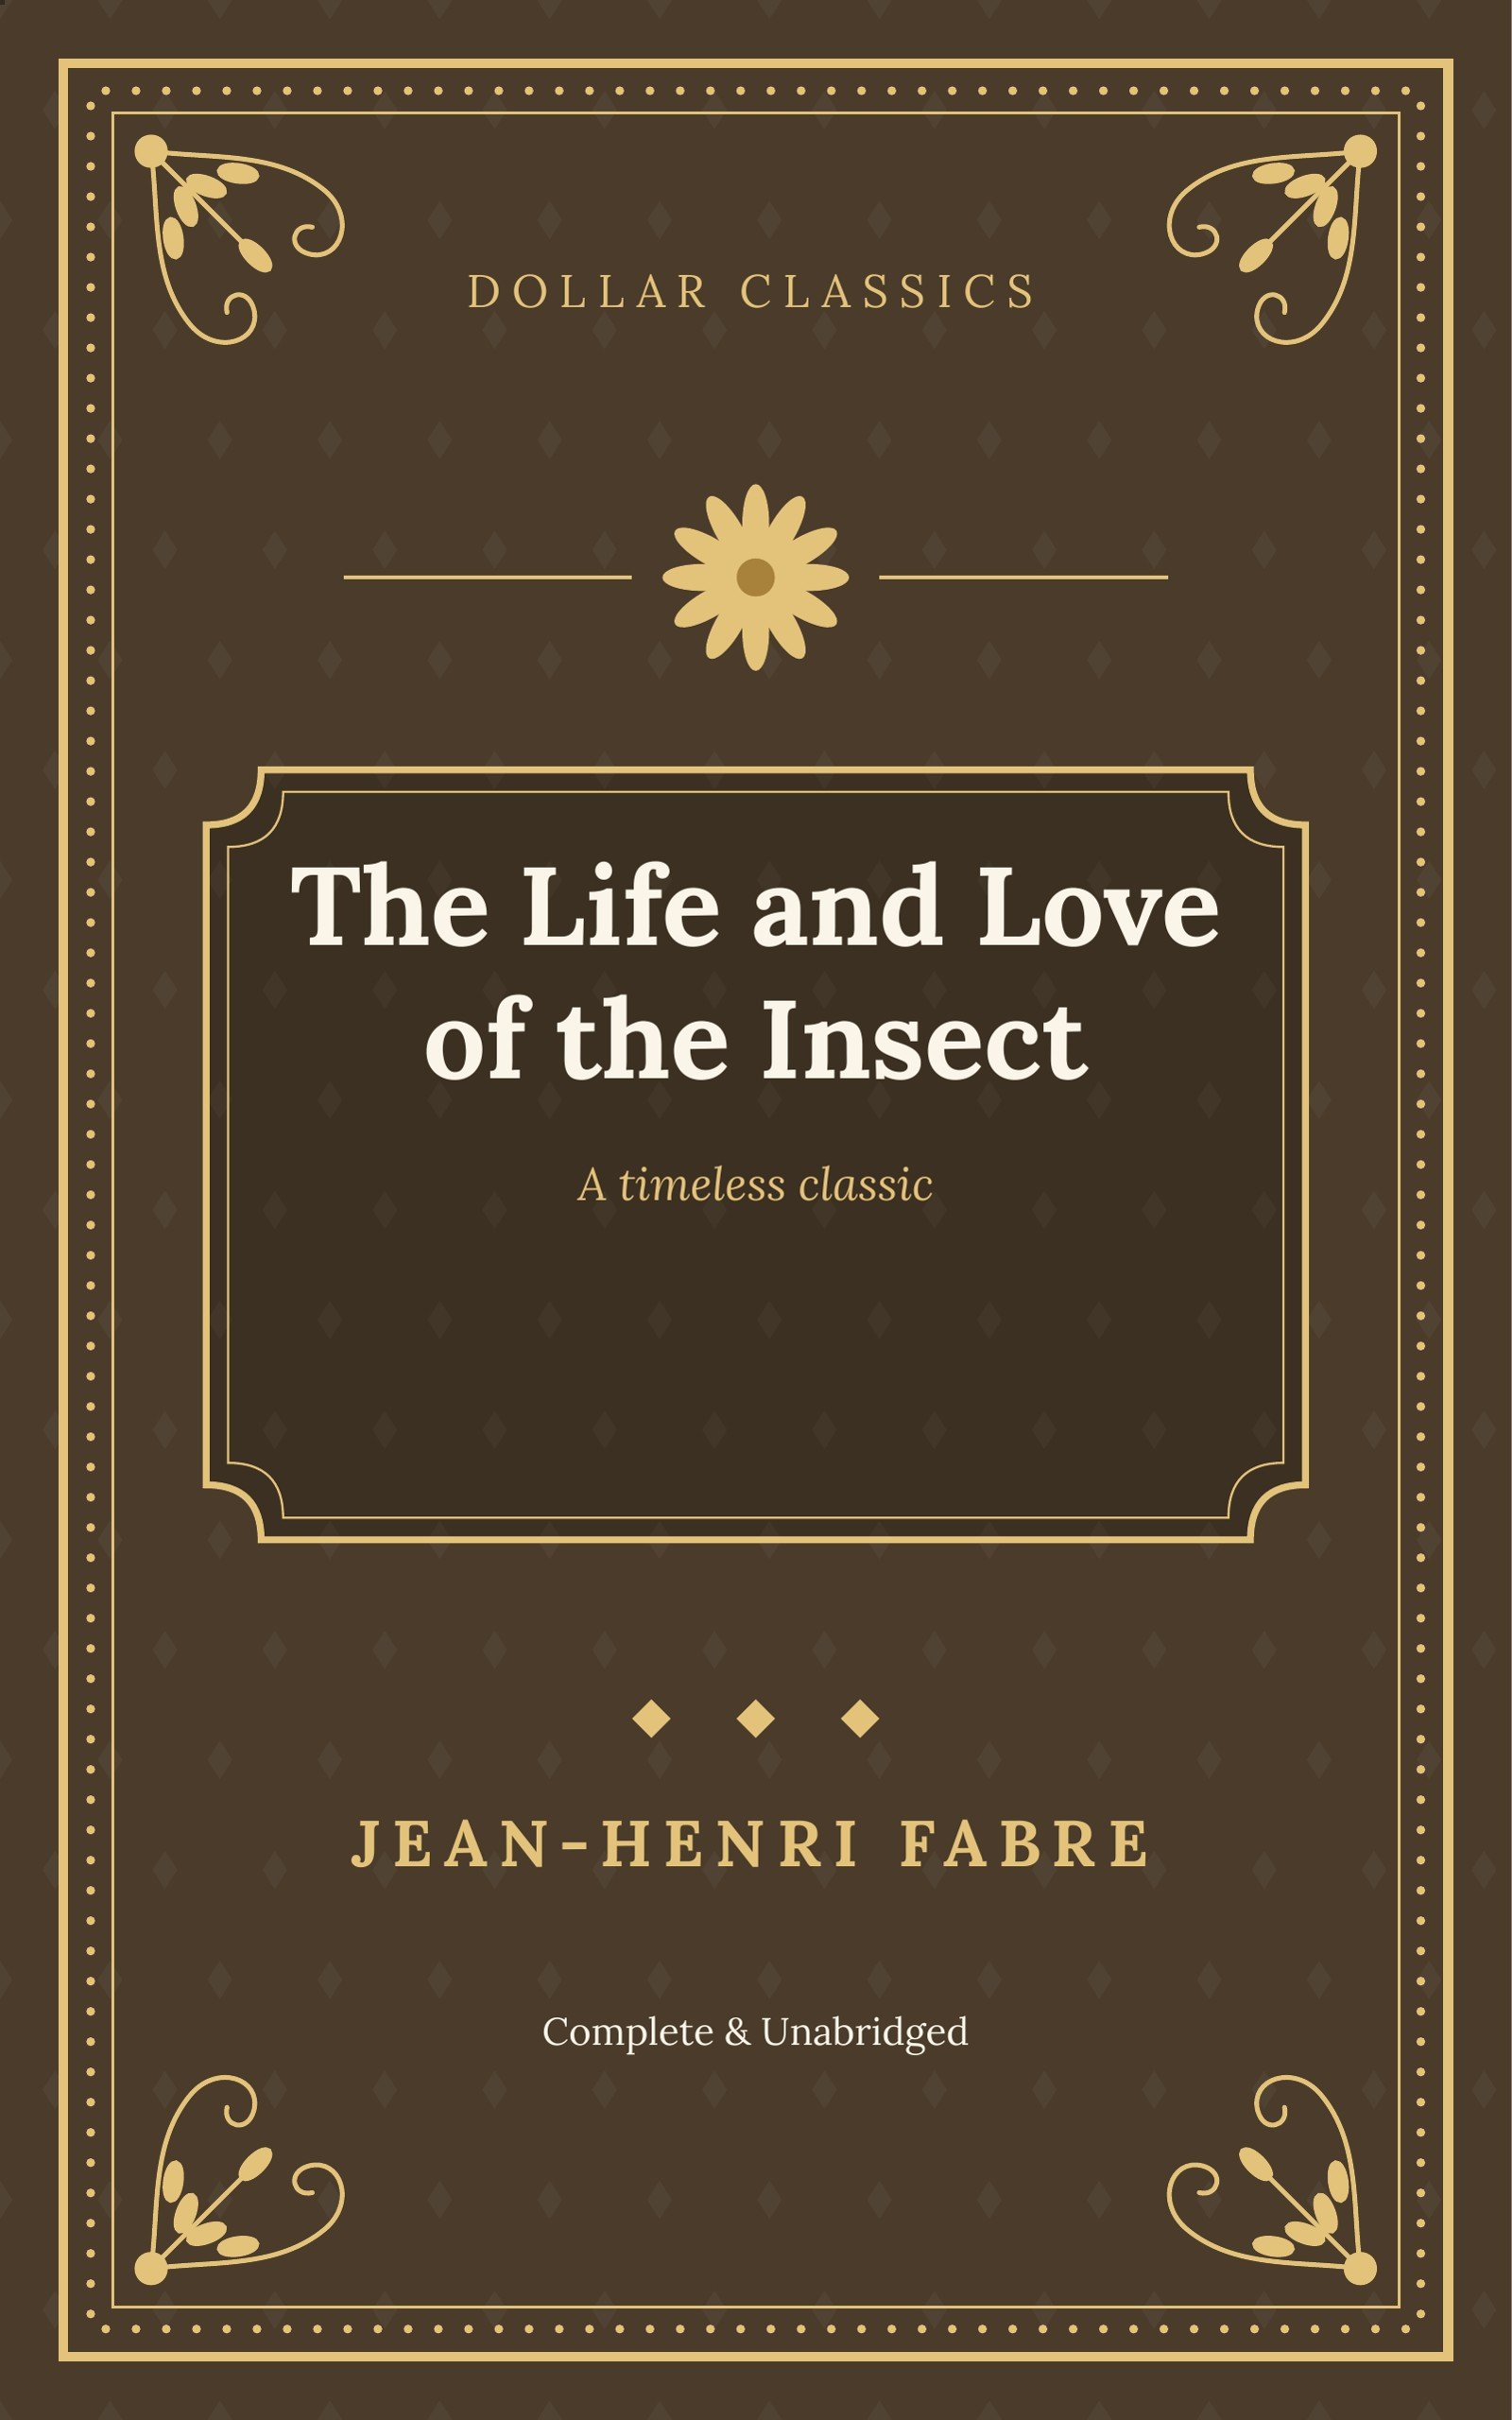 DOLLAR CLASSICS
The Life and Love
of the Insect
A timeless classic
JEAN-HENRI FABRE
Complete & Unabridged